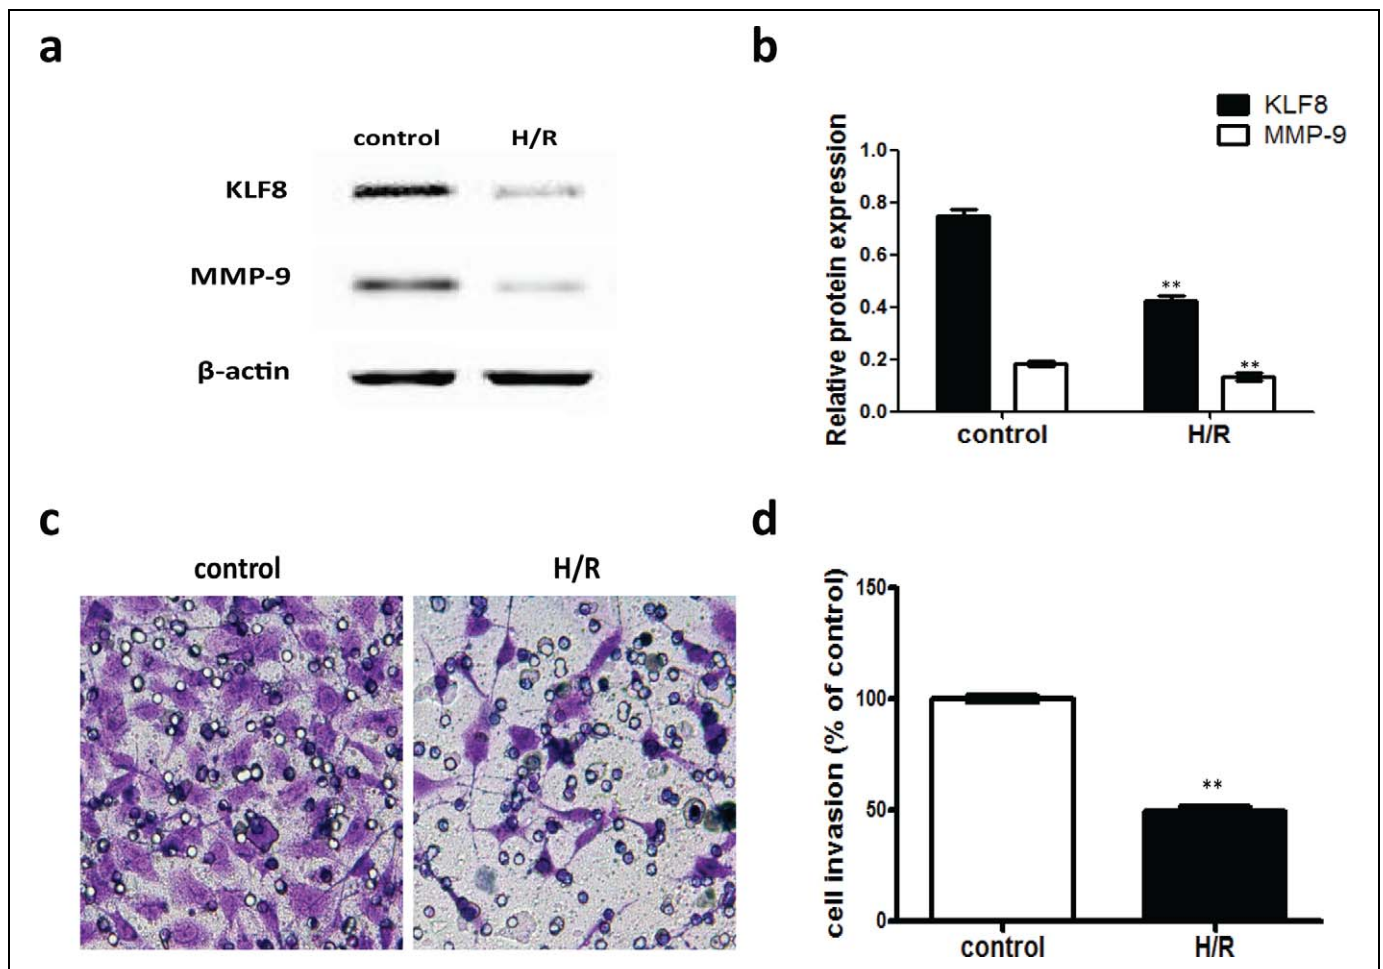 a
control H/R
KLF8
MMP-9
β-actin
b
KLF8
MMP-9
Relative protein expression
1.0
0.8
0.6
0.4
0.2
0.0
**
**
control H/R
c
control H/R
d
cell invasion (% of control)
150
100
50
0
**
control H/R